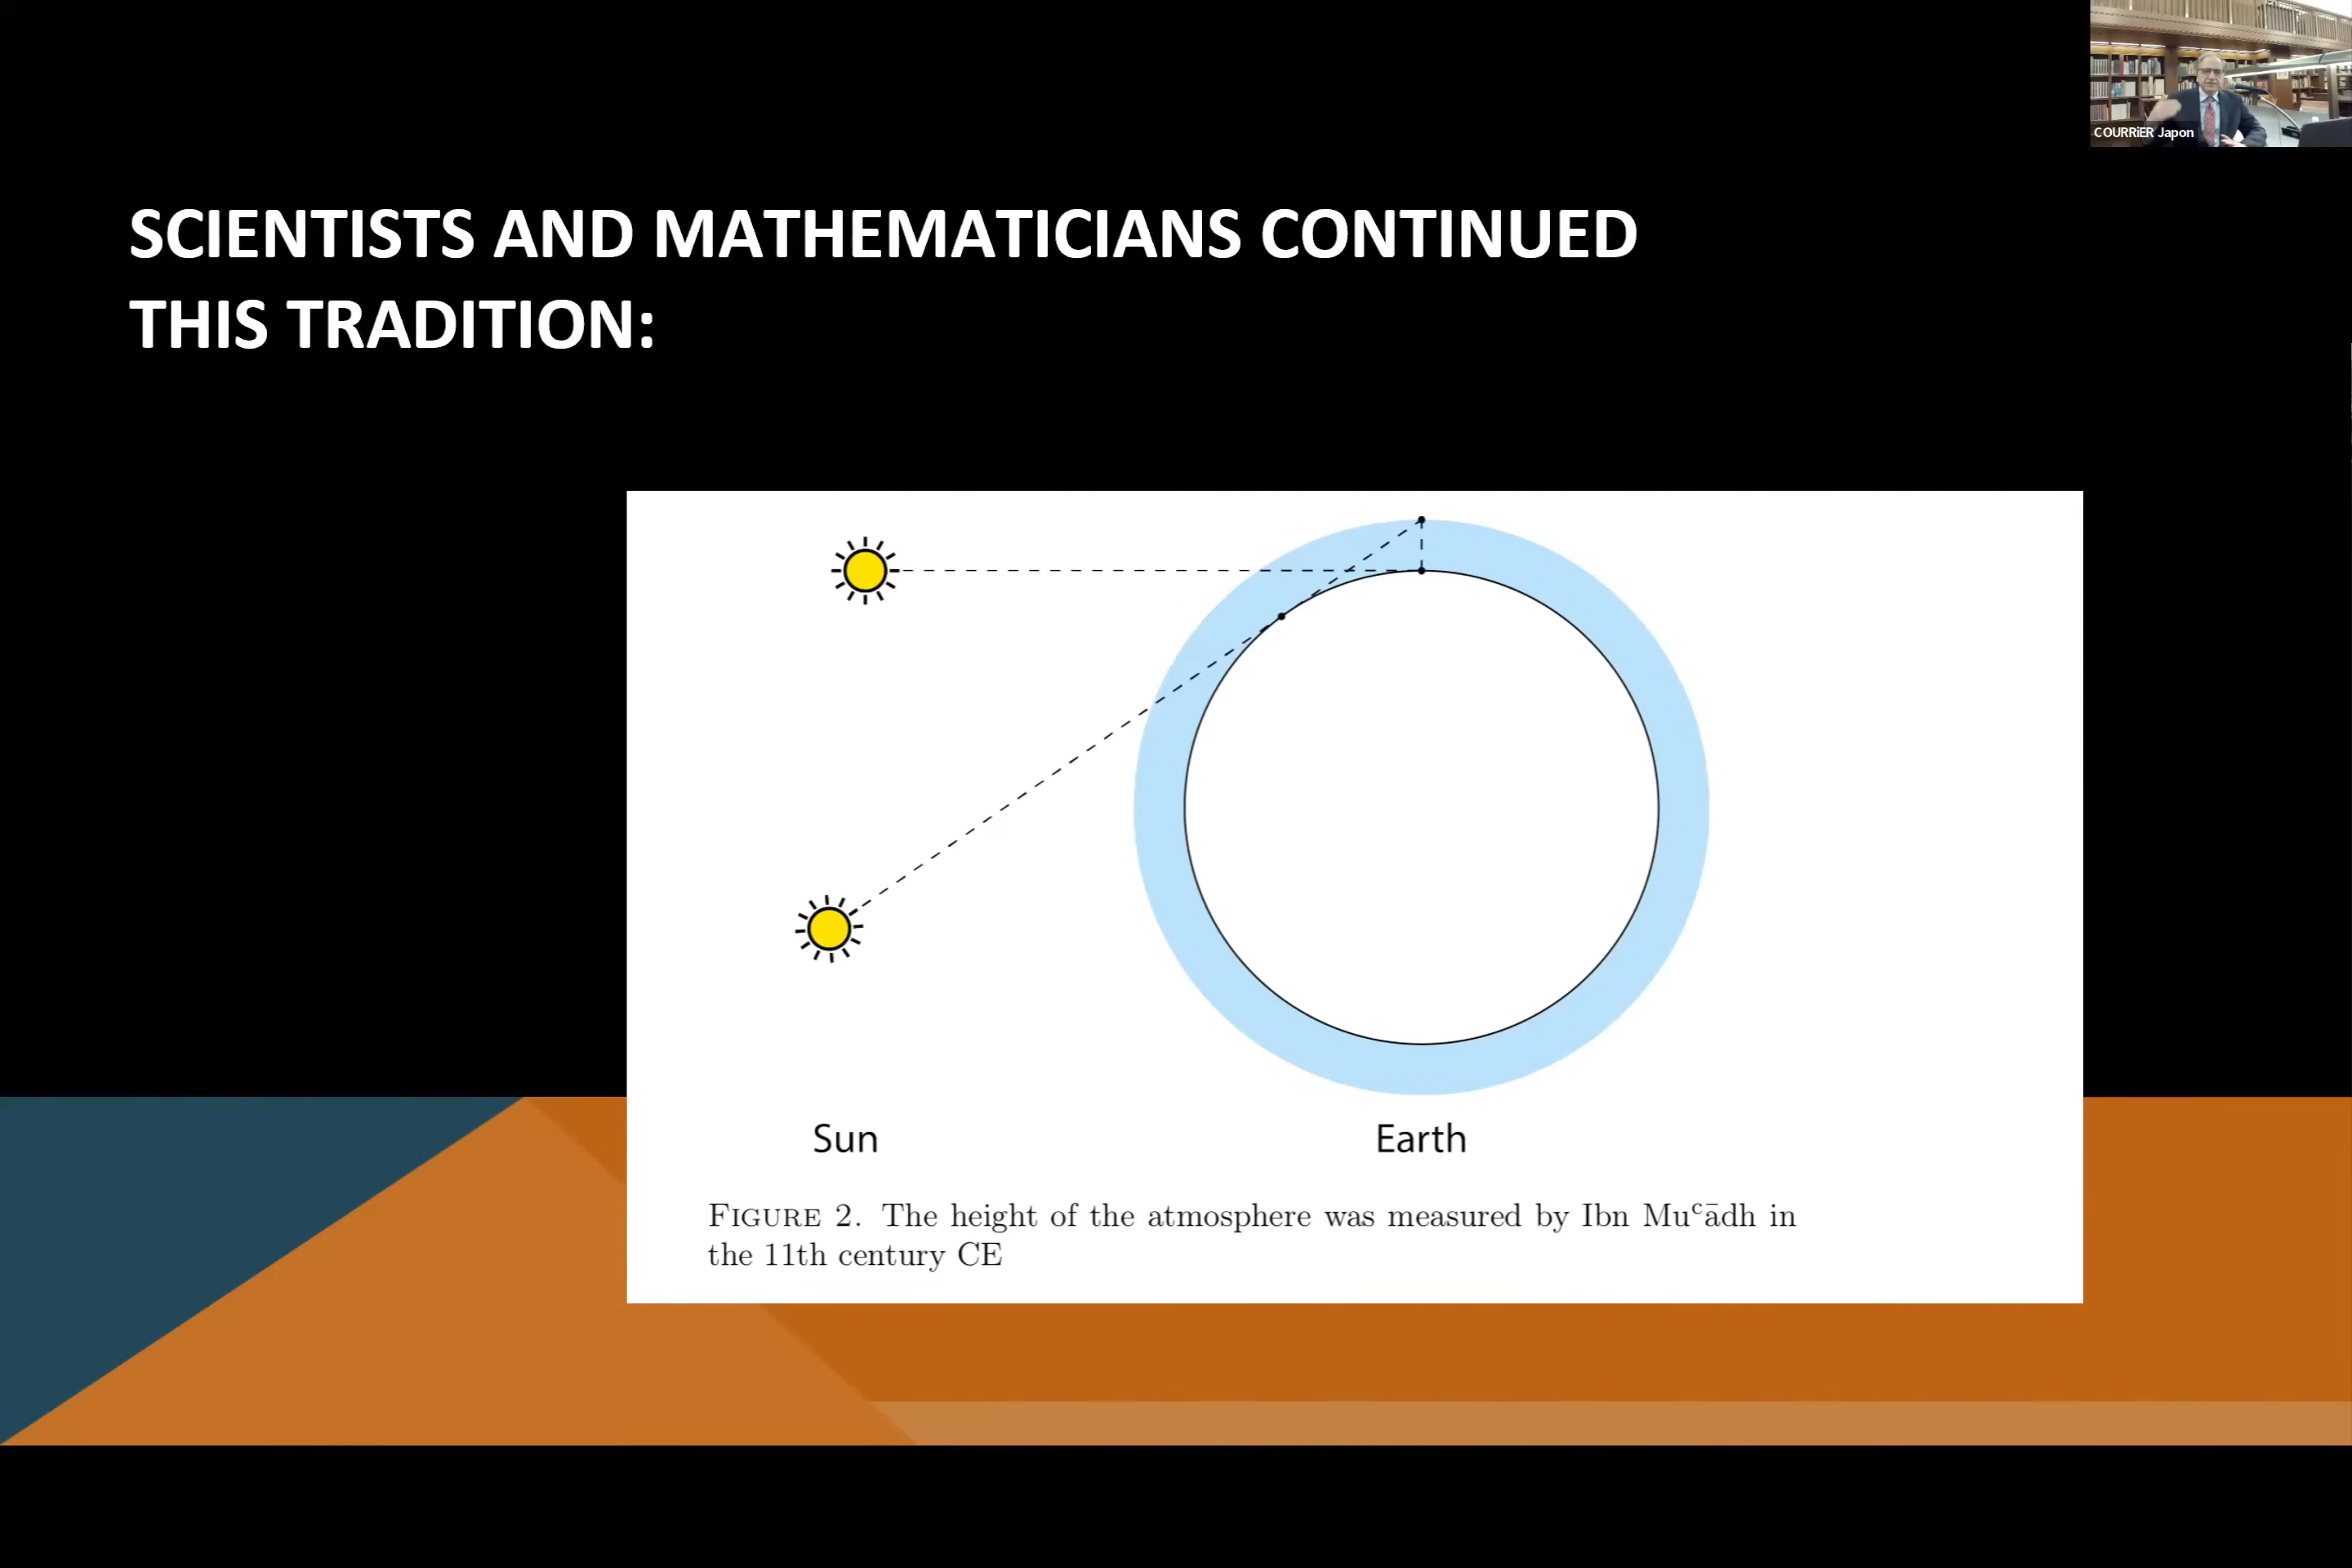 COURRiER Japon
SCIENTISTS AND MATHEMATICIANS CONTINUED
THIS TRADITION:
Sun
Earth
FIGURE 2. The height of the atmosphere was measured by Ibn Muᶜādh in
the 11th century CE